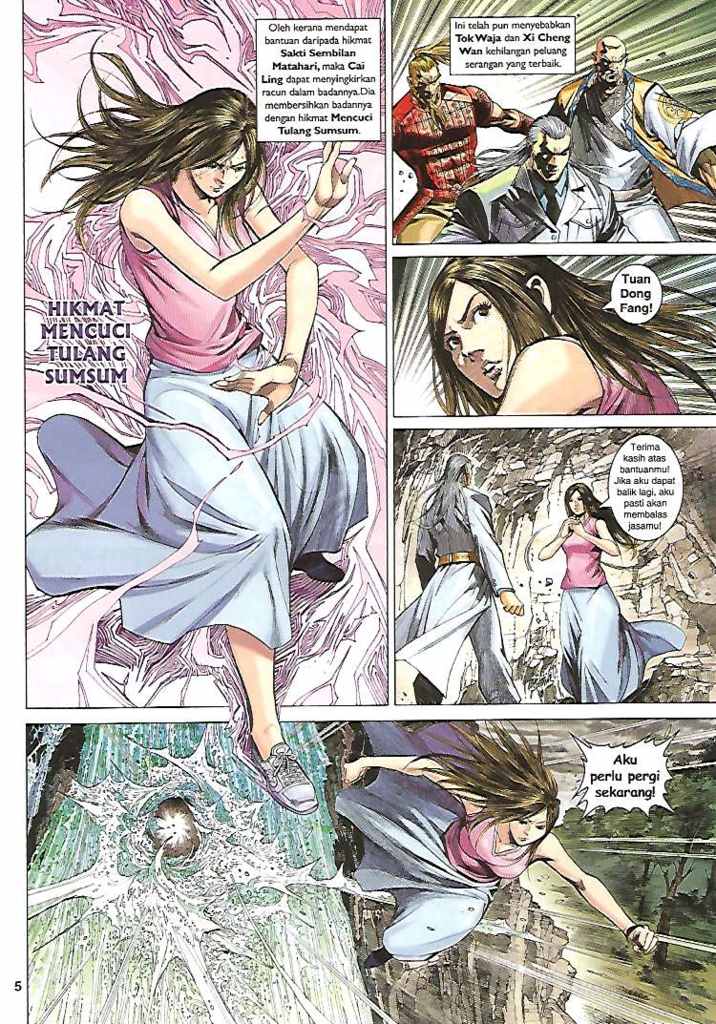 Oleh kerana mendapat
bantuan daripada hikmat
Sakti Sembilan
Matahari, maka Cai
Ling dapat menyingkirkan
racun dalam badannya.Dia
membersihkan badannya
dengan hikmat Mencuci
Tulang Sumsum.
HIKMAT
MENCUCI
TULANG
SUMSUM
Ini telah pun menyebabkan
Tok Waja dan Xi Cheng
Wan kehilangan peluang
serangan yang terbaik.
Tuan
Dong
Fang!
Terima
kasih atas
bantuanmu!
Jika aku dapat
balik lagi, aku
pasti akan
membalas
jasamu!
Aku
perlu pergi
sekarang!
5